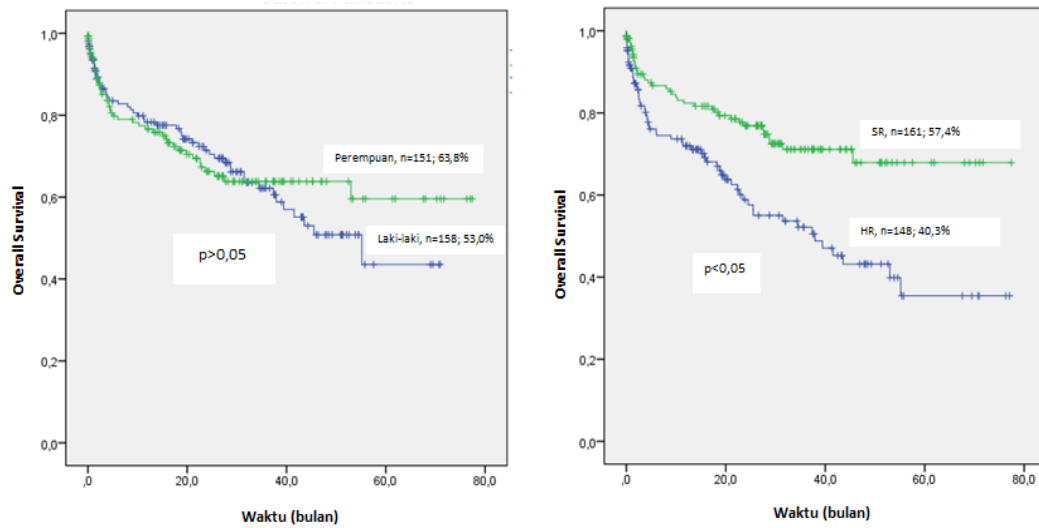 1,0
0,8
0,6
0,4
0,2
0,0
Overall Survival
Perempuan, n=151; 63,8%
Laki-laki, n=158; 53,0%
p>0,05
,0
20,0
40,0
60,0
80,0
Waktu (bulan)
1,0
0,8
0,6
0,4
0,2
0,0
Overall Survival
SR, n=161; 57,4%
HR, n=148; 40,3%
p<0,05
,0
20,0
40,0
60,0
80,0
Waktu (bulan)